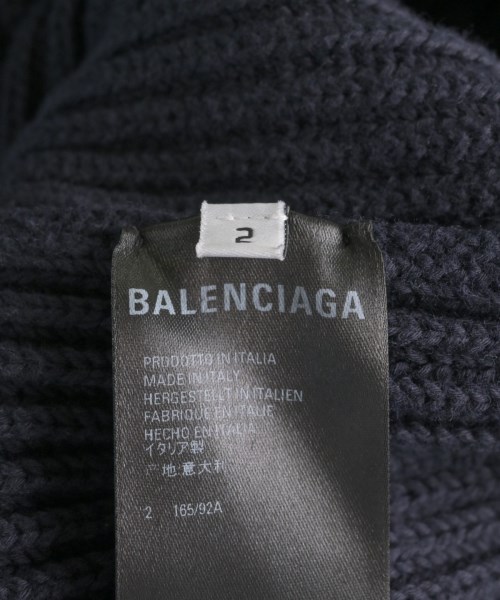 2
BALENCIAGA
PRODOTTO IN ITALIA
MADE IN ITALY
HERGESTELLT IN ITALIEN
FABRIQUE EN ITALIE
HECHO EN ITALIA
イタリア製
产地:意大利
2 165/92A